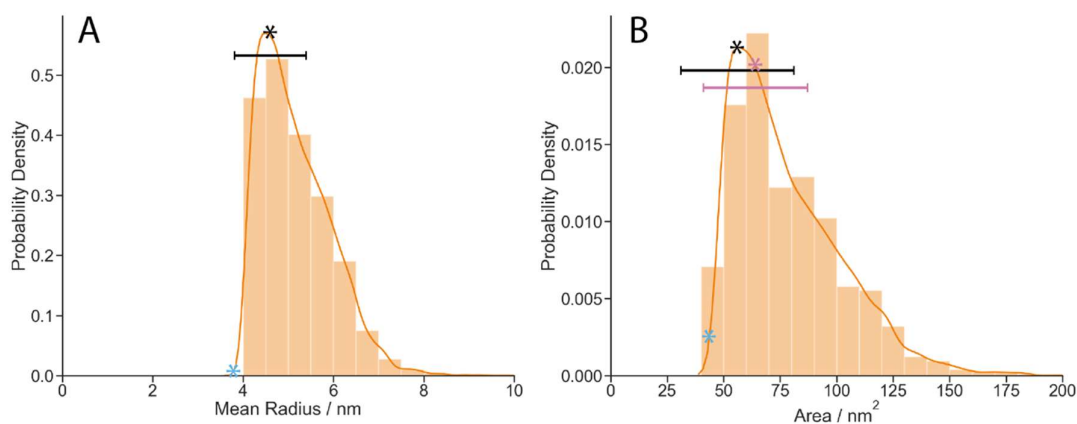 A
Probability Density
0.5
0.4
0.3
0.2
0.1
0.0
0 2 4 6 8 10
Mean Radius / nm
B
Probability Density
0.020
0.015
0.010
0.005
0.000
0 25 50 75 100 125 150 175 200
Area / nm²